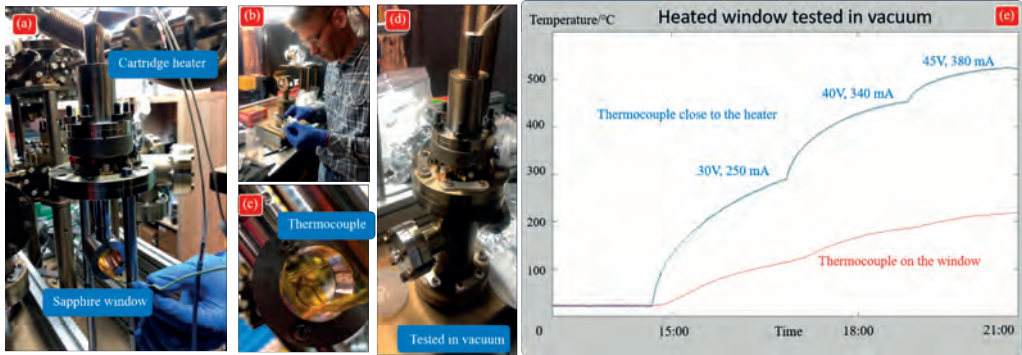 (a)
Cartridge heater
Sapphire window
(b)
(c)
Thermocouple
(d)
Tested in vacuum
Temperature/°C
Heated window tested in vacuum
(e)
500
400
300
200
100
0
45V, 380 mA
40V, 340 mA
Thermocouple close to the heater
30V, 250 mA
Thermocouple on the window
15:00
Time
18:00
21:00